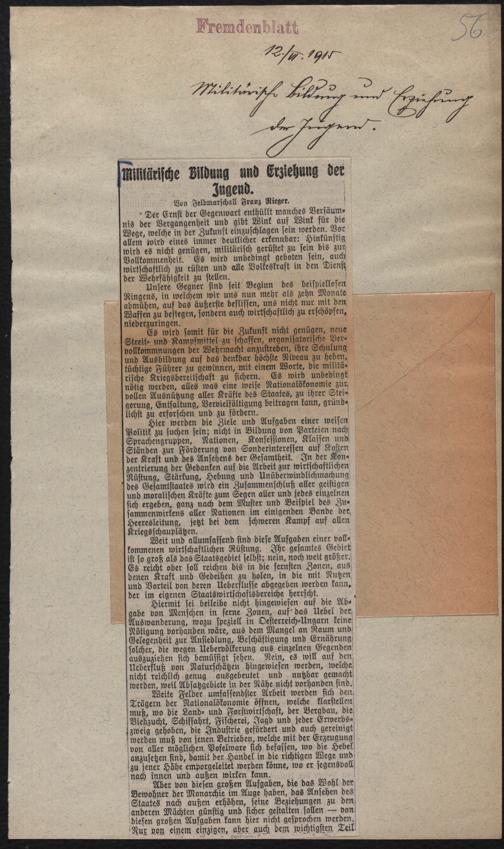 Fremdenblatt
56
12./VI. 1915
Militärische Bildung und Erziehung
der Jugend.
Militärische Bildung und Erziehung der
Jugend.
Von Feldmarschall Franz Rieger.
Der Ernst der Gegenwart enthüllt manches Versäum-
nis der Vergangenheit und gibt Wink auf Wink für die
Wege, welche in der Zukunft einzuschlagen sein werden. Vor
allem wird eines immer deutlicher erkennbar: Hinkünftig
wird es nicht genügen, militärisch gerüstet zu sein bis zur
Vollkommenheit. Es wird unbedingt geboten sein, auch
wirtschaftlich zu rüsten und alle Volkskraft in den Dienst
der Wehrfähigkeit zu stellen.
Unsere Gegner sind seit Beginn des beispiellosen
Ringens, in welchem wir uns nun mehr als zehn Monate
abmühen, auf das äußerste beflissen, uns nicht nur mit den
Waffen zu besiegen, sondern auch wirtschaftlich zu erschöpfen,
niederzuringen.
Es wird somit für die Zukunft nicht genügen, neue
Streit- und Kampfmittel zu schaffen, organisatorische Ver-
vollkommnungen der Wehrmacht anzustreben, ihre Schulung
und Ausbildung auf das denkbar höchste Niveau zu heben,
tüchtige Führer zu gewinnen, mit einem Worte, die militä-
rische Kriegsbereitschaft zu sichern. Es wird unbedingt
nötig werden, alles was eine weise Nationalökonomie zur
vollen Ausnützung aller Kräfte des Staates, zu ihrer Stei-
gerung, Entfaltung, Vervielfältigung beitragen kann, gründ-
lich zu erforschen und zu fördern.
Hier werden die Ziele und Aufgaben einer weisen
Politik zu suchen sein; nicht in Bildung von Parteien nach
Sprachengruppen, Nationen, Konfessionen, Klassen und
Ständen zur Förderung von Sonderinteressen auf Kosten
der Kraft und des Ansehens der Gesamtheit. In der Kon-
zentrierung der Gedanken auf die Arbeit zur wirtschaftlichen
Rüstung, Stärkung, Hebung und Unüberwindlichmachung
des Gesamtstaates wird ein Zusammenschluß aller geistigen
und moralischen Kräfte zum Segen aller und jedes einzelnen
sich ergeben, ganz nach dem Muster und Beispiel des Zu-
sammenwirkens aller Nationen im einigenden Bande der
Heeresleitung, jetzt bei dem schweren Kampf auf allen
Kriegsschauplätzen.
Weit und allumfassend sind diese Aufgaben einer voll-
kommenen wirtschaftlichen Rüstung. Ihr gesamtes Gebiet
ist so groß als das Staatsgebiet selbst; nein, noch weit größer.
Es reicht oder soll reichen bis in die fernsten Zonen, aus
denen Kraft und Gedeihen zu holen, in die mit Nutzen
und Vorteil von deren Ueberflusse abgegeben werden kann,
der im eigenen Staatswirtschaftsbereiche herrscht.
Hiermit sei beileibe nicht hingewiesen auf die Ab-
gabe von Menschen in ferne Zonen, auf das Uebel der
Auswanderung, wozu speziell in Oesterreich-Ungarn keine
Nötigung vorhanden wäre, aus dem Mangel an Raum und
Gelegenheit zur Ansiedlung, Beschäftigung und Ernährung
solcher, die wegen Uebervölkerung aus einzelnen Gegenden
auszuziehen sich bemüßigt sehen. Nein, es will auf den
Ueberfluß von Naturschätzen hingewiesen werden, welche
nicht reichlich genug ausgebeutet und nutzbar gemacht
werden, weil Absatzgebiete in der Nähe nicht vorhanden sind.
Weite Felder umfassendster Arbeit werden sich den
Trägern der Nationalökonomie öffnen, welche klarstellen
muß, wo die Land- und Forstwirtschaft, der Bergbau, die
Viehzucht, Schiffahrt, Fischerei, Jagd und jeder Erwerbs-
zweig gehoben, die Industrie gefördert und auch gereinigt
werden muß von jenen Betrieben, welche mit der Erzeugung
von aller möglichen Pofelware sich befassen, wo die Hebel
anzusetzen sind, damit der Handel in die richtigen Wege und
zu jener Höhe emporgeleitet werden könne, wo er segensvoll
nach innen und außen wirken kann.
Aber von diesen großen Aufgaben, die das Wohl der
Bewohner der Monarchie im Auge haben, das Ansehen des
Staates nach außen erhöhen, seine Beziehungen zu den
anderen Mächten günstig und sicher gestalten sollen — von
diesen großen Aufgaben kann hier nicht gesprochen werden.
Nur von einem einzigen, aber auch dem wichtigsten Teil